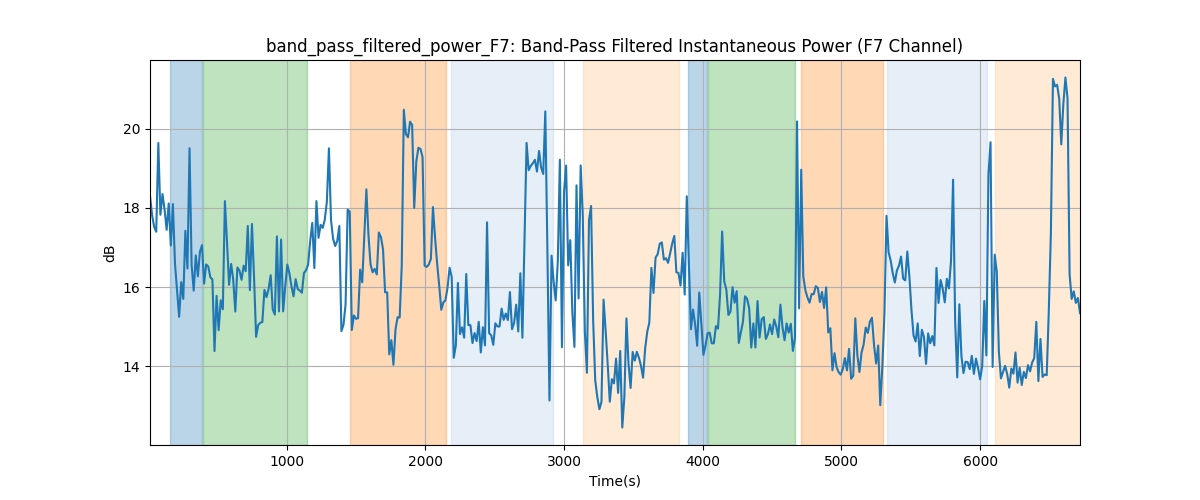 band_pass_filtered_power_F7: Band-Pass Filtered Instantaneous Power (F7 Channel)
20
18
16
14
dB
1000 2000 3000 4000 5000 6000
Time(s)